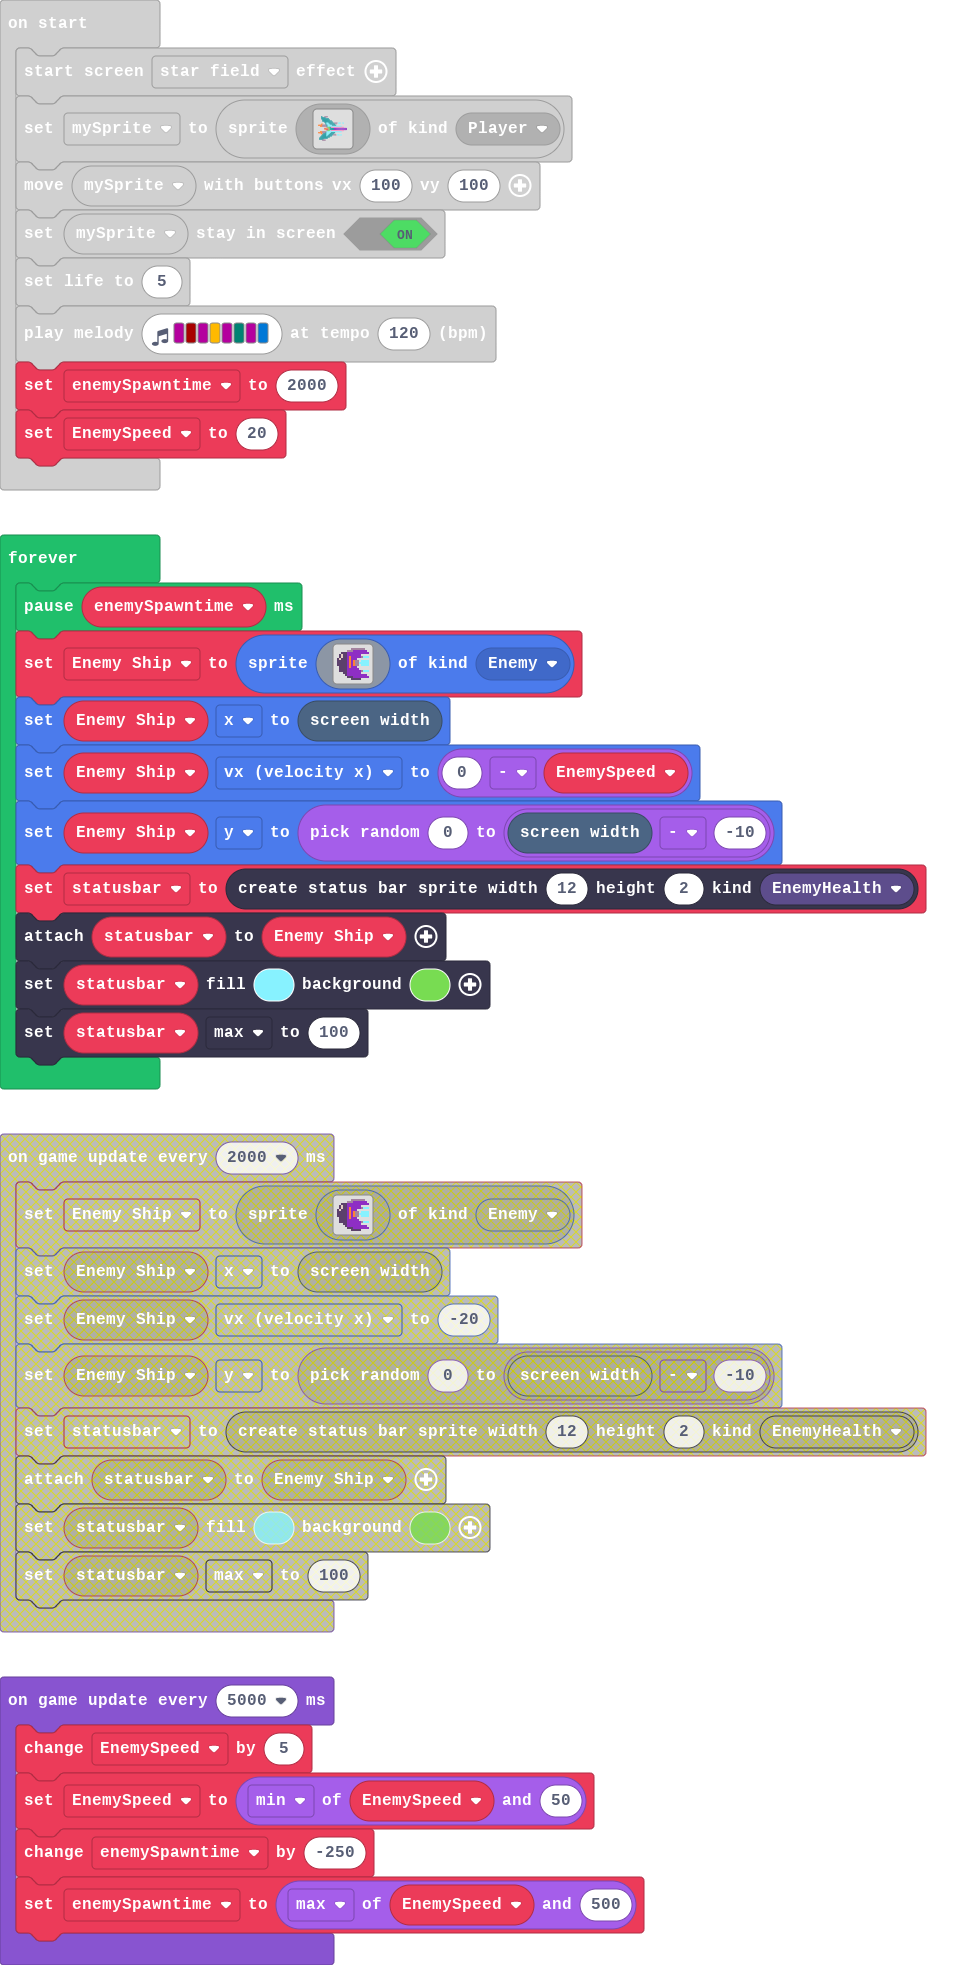 on start
start screen star field effect
set mySprite to sprite of kind Player
move mySprite with buttons vx 100 vy 100
set mySprite stay in screen ON
set life to 5
play melody at tempo 120 (bpm)
set enemySpawntime to 2000
set EnemySpeed to 20
forever
pause enemySpawntime ms
set Enemy Ship to sprite of kind Enemy
set Enemy Ship x to screen width
set Enemy Ship vx (velocity x) to 0 - EnemySpeed
set Enemy Ship y to pick random 0 to screen width - -10
set statusbar to create status bar sprite width 12 height 2 kind EnemyHealth
attach statusbar to Enemy Ship
set statusbar fill background
set statusbar max to 100
on game update every 2000 ms
set Enemy Ship to sprite of kind Enemy
set Enemy Ship x to screen width
set Enemy Ship vx (velocity x) to -20
set Enemy Ship y to pick random 0 to screen width - -10
set statusbar to create status bar sprite width 12 height 2 kind EnemyHealth
attach statusbar to Enemy Ship
set statusbar fill background
set statusbar max to 100
on game update every 5000 ms
change EnemySpeed by 5
set EnemySpeed to min of EnemySpeed and 50
change enemySpawntime by -250
set enemySpawntime to max of EnemySpeed and 500